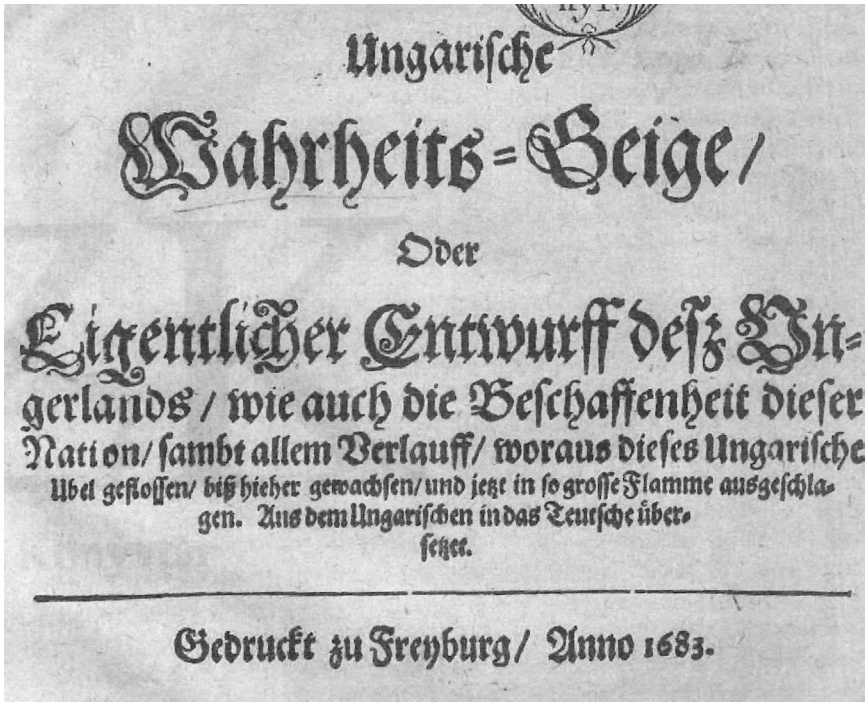 Ungarische
Wahrheits=Geige/
Oder
Eigentlicher Entwurff desz Un=
gerlands / wie auch die Beschaffenheit dieser
Nation/ sambt allem Verlauff/ woraus dieses Ungarische
Ubel geflossen/ biß hieher gewachsen/ und jetzt in so grosse Flamme ausgeschla=
gen. Aus dem Ungarischen in das Teutsche über=
setzet.
Gedruckt zu Freyburg/ Anno 1683.